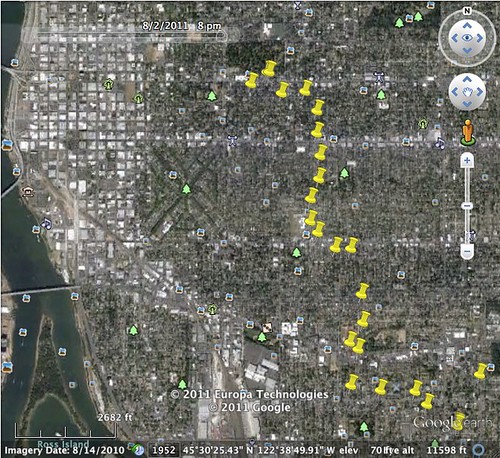 8/2/2011 8 pm
N
© 2011 Europa Technologies
© 2011 Google
Google earth
2682 ft
Ross Island
Imagery Date: 8/14/2010 1952 45°30'25.43" N 122°38'49.91" W elev 70 ft Eye alt 11598 ft